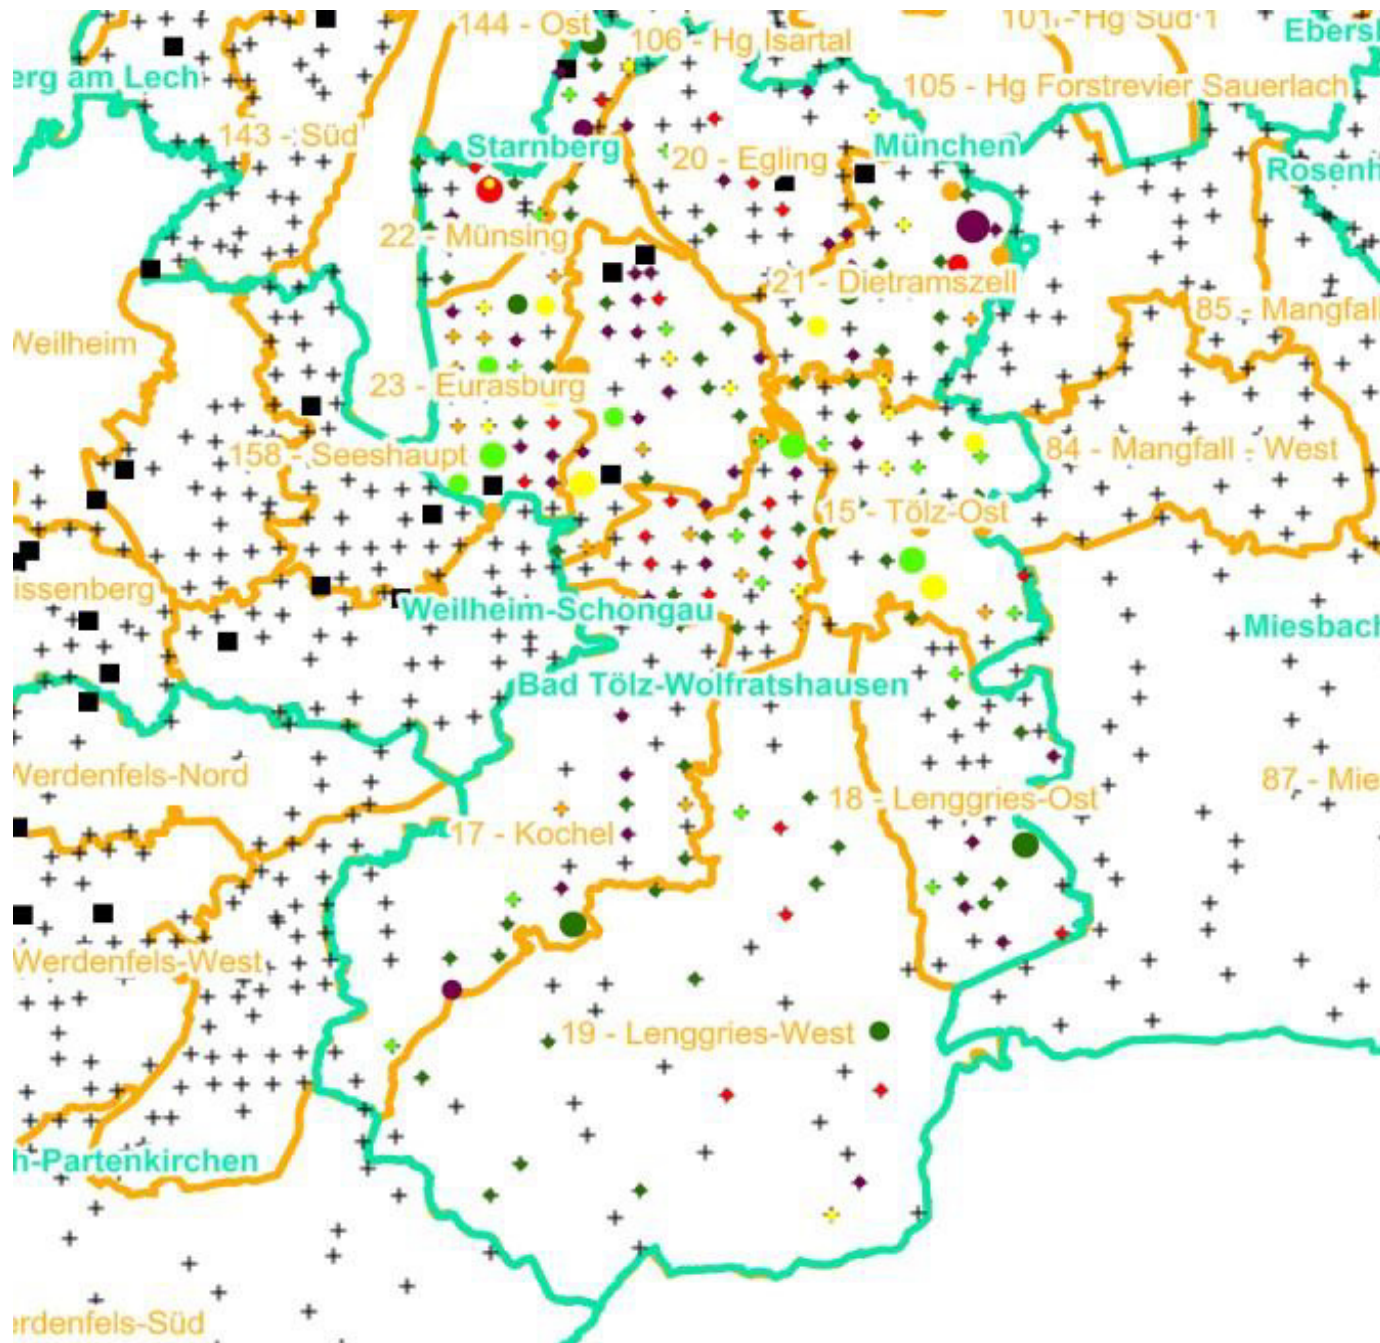 144 - Ost
101 - Hg Süd 1
106 - Hg Isartal
Ebersl
erg am Lech
105 - Hg Forstrevier Sauerlach
143 - Süd
Starnberg
20 - Egling
München
Rosenh
22 - Münsing
21 - Dietramszell
85 - Mangfall
Weilheim
23 - Eurasburg
158 - Seeshaupt
84 - Mangfall - West
15 - Tölz-Ost
issenberg
Weilheim-Schongau
Miesbach
Bad Tölz-Wolfratshausen
Werdenfels-Nord
87 - Mie
18 - Lenggries-Ost
17 - Kochel
Werdenfels-West
19 - Lenggries-West
h-Partenkirchen
erdenfels-Süd